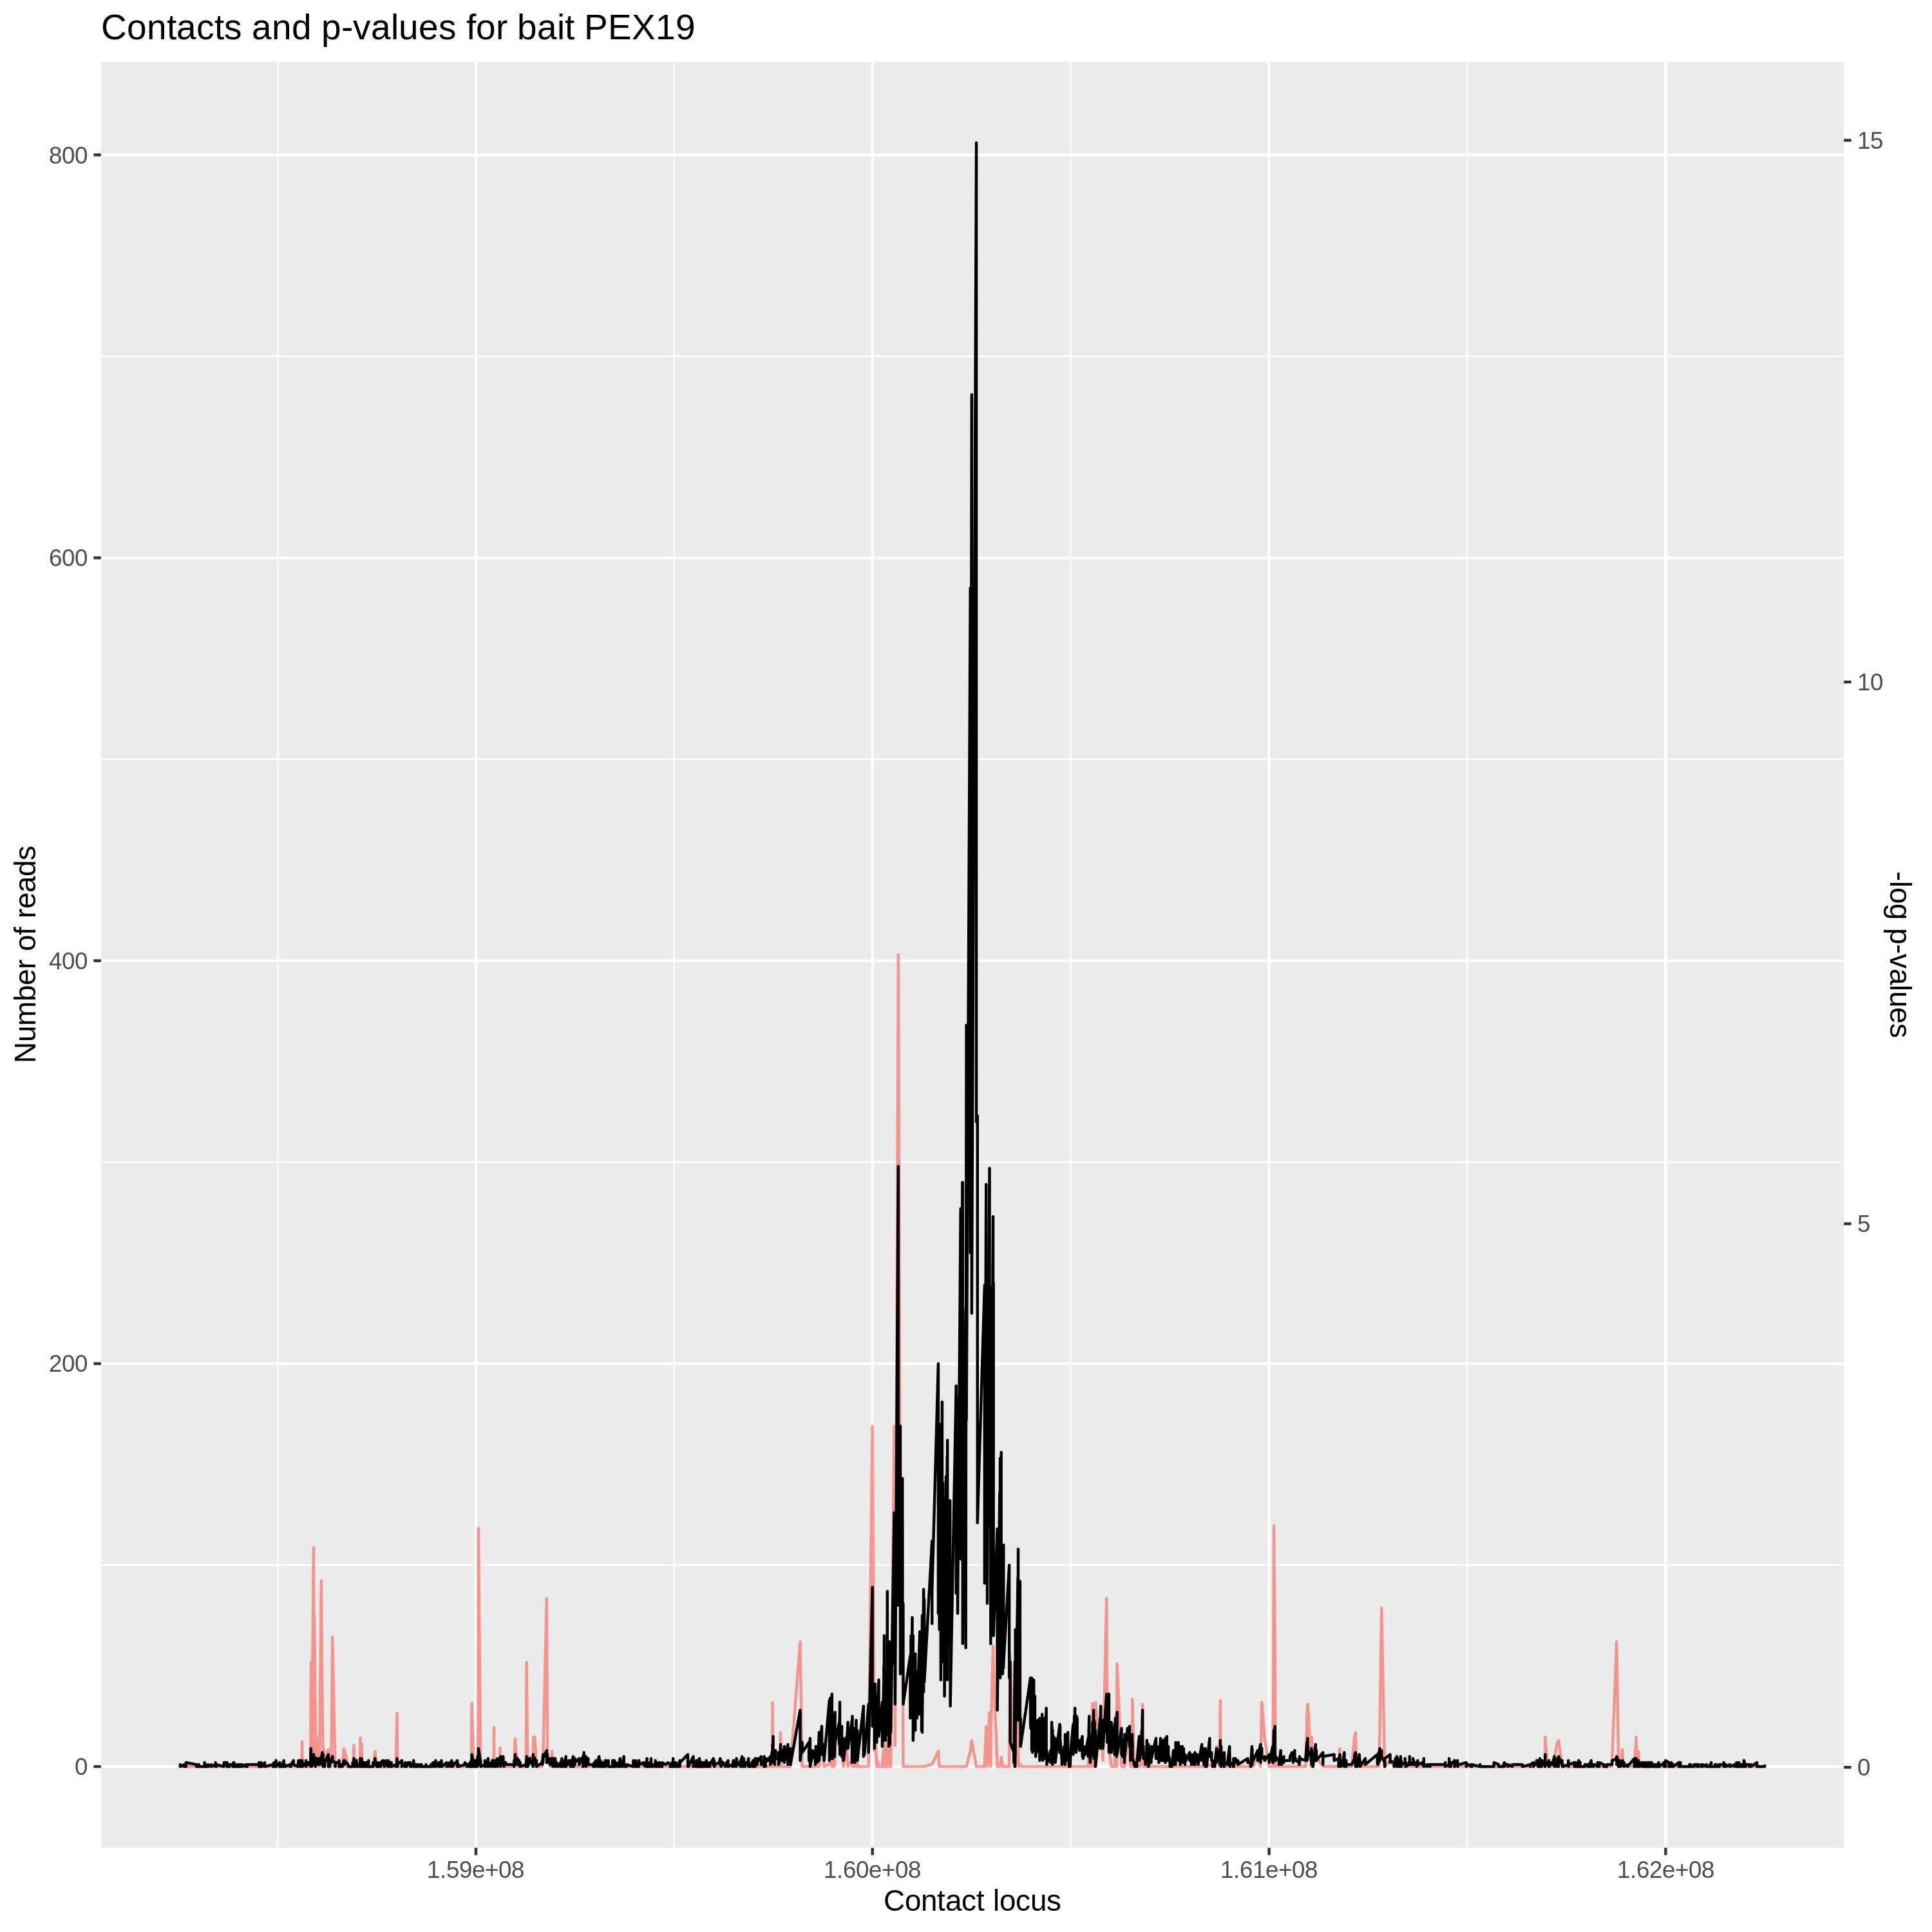 Contacts and p-values for bait PEX19
Number of reads
800
600
400
200
0
15
10
5
0
-log p-values
1.59e+08
1.60e+08
1.61e+08
1.62e+08
Contact locus